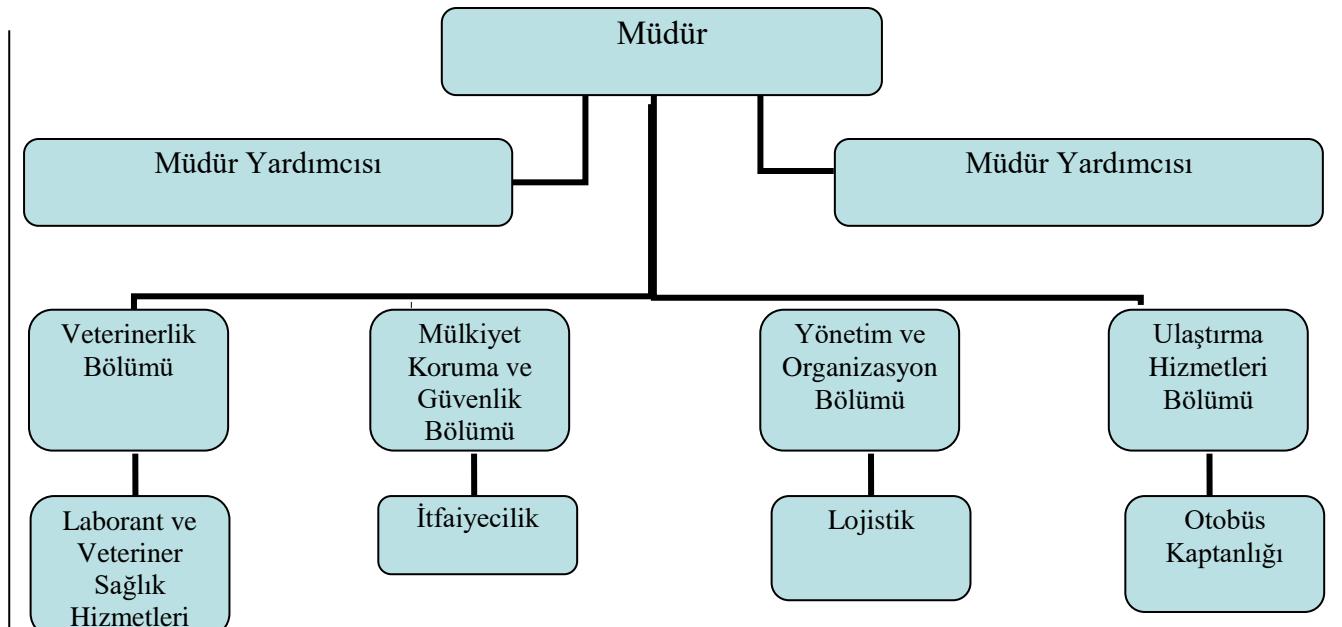 Müdür
Müdür Yardımcısı
Müdür Yardımcısı
Veterinerlik
Bölümü
Mülkiyet
Koruma ve
Güvenlik
Bölümü
Yönetim ve
Organizasyon
Bölümü
Ulaştırma
Hizmetleri
Bölümü
Laborant ve
Veteriner
Sağlık
Hizmetleri
İtfaiyecilik
Lojistik
Otobüs
Kaptanlığı